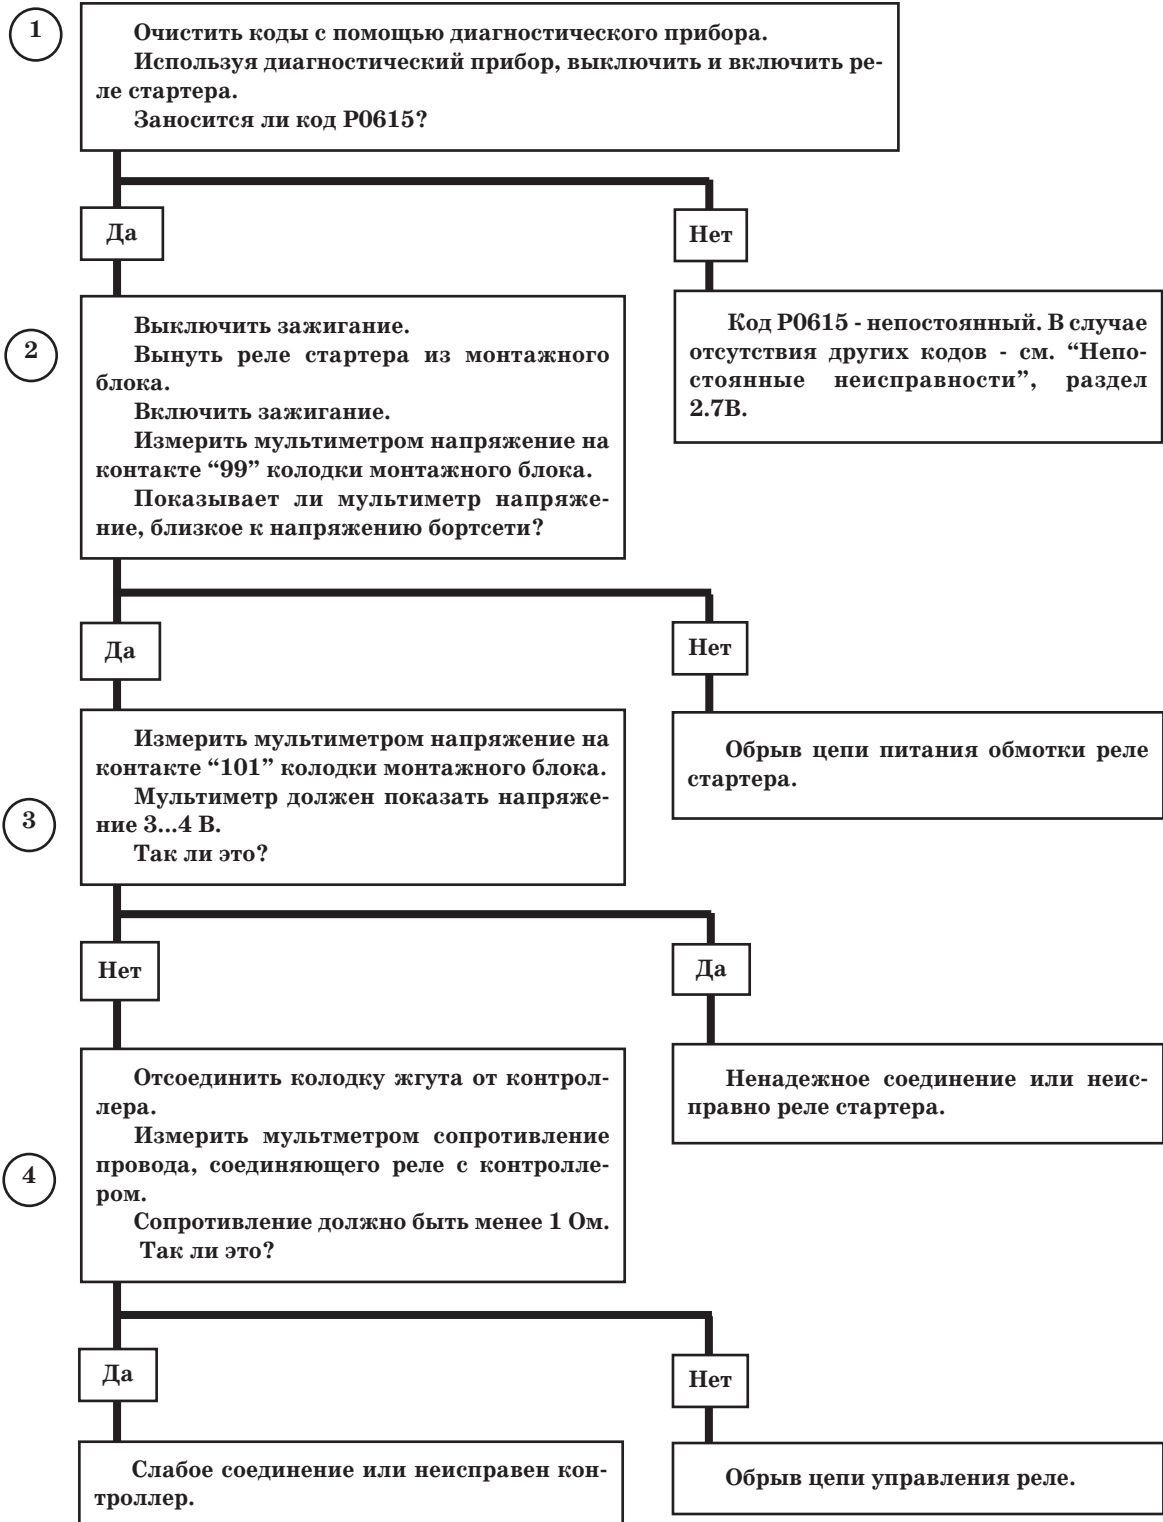 1
Очистить коды с помощью диагностического прибора.
Используя диагностический прибор, выключить и включить ре-
ле стартера.
Заносится ли код Р0615?
Да
Нет
2
Выключить зажигание.
Вынуть реле стартера из монтажного
блока.
Включить зажигание.
Измерить мультиметром напряжение на
контакте “99” колодки монтажного блока.
Показывает ли мультиметр напряже-
ние, близкое к напряжению бортсети?
Код Р0615 - непостоянный. В случае
отсутствия других кодов - см. “Непо-
стоянные неисправности”, раздел
2.7В.
Да
Нет
3
Измерить мультиметром напряжение на
контакте “101” колодки монтажного блока.
Мультиметр должен показать напряже-
ние 3...4 В.
Так ли это?
Обрыв цепи питания обмотки реле
стартера.
Нет
Да
4
Отсоединить колодку жгута от контрол-
лера.
Измерить мультметром сопротивление
провода, соединяющего реле с контролле-
ром.
Сопротивление должно быть менее 1 Ом.
Так ли это?
Ненадежное соединение или неис-
правно реле стартера.
Да
Нет
Слабое соединение или неисправен кон-
троллер.
Обрыв цепи управления реле.